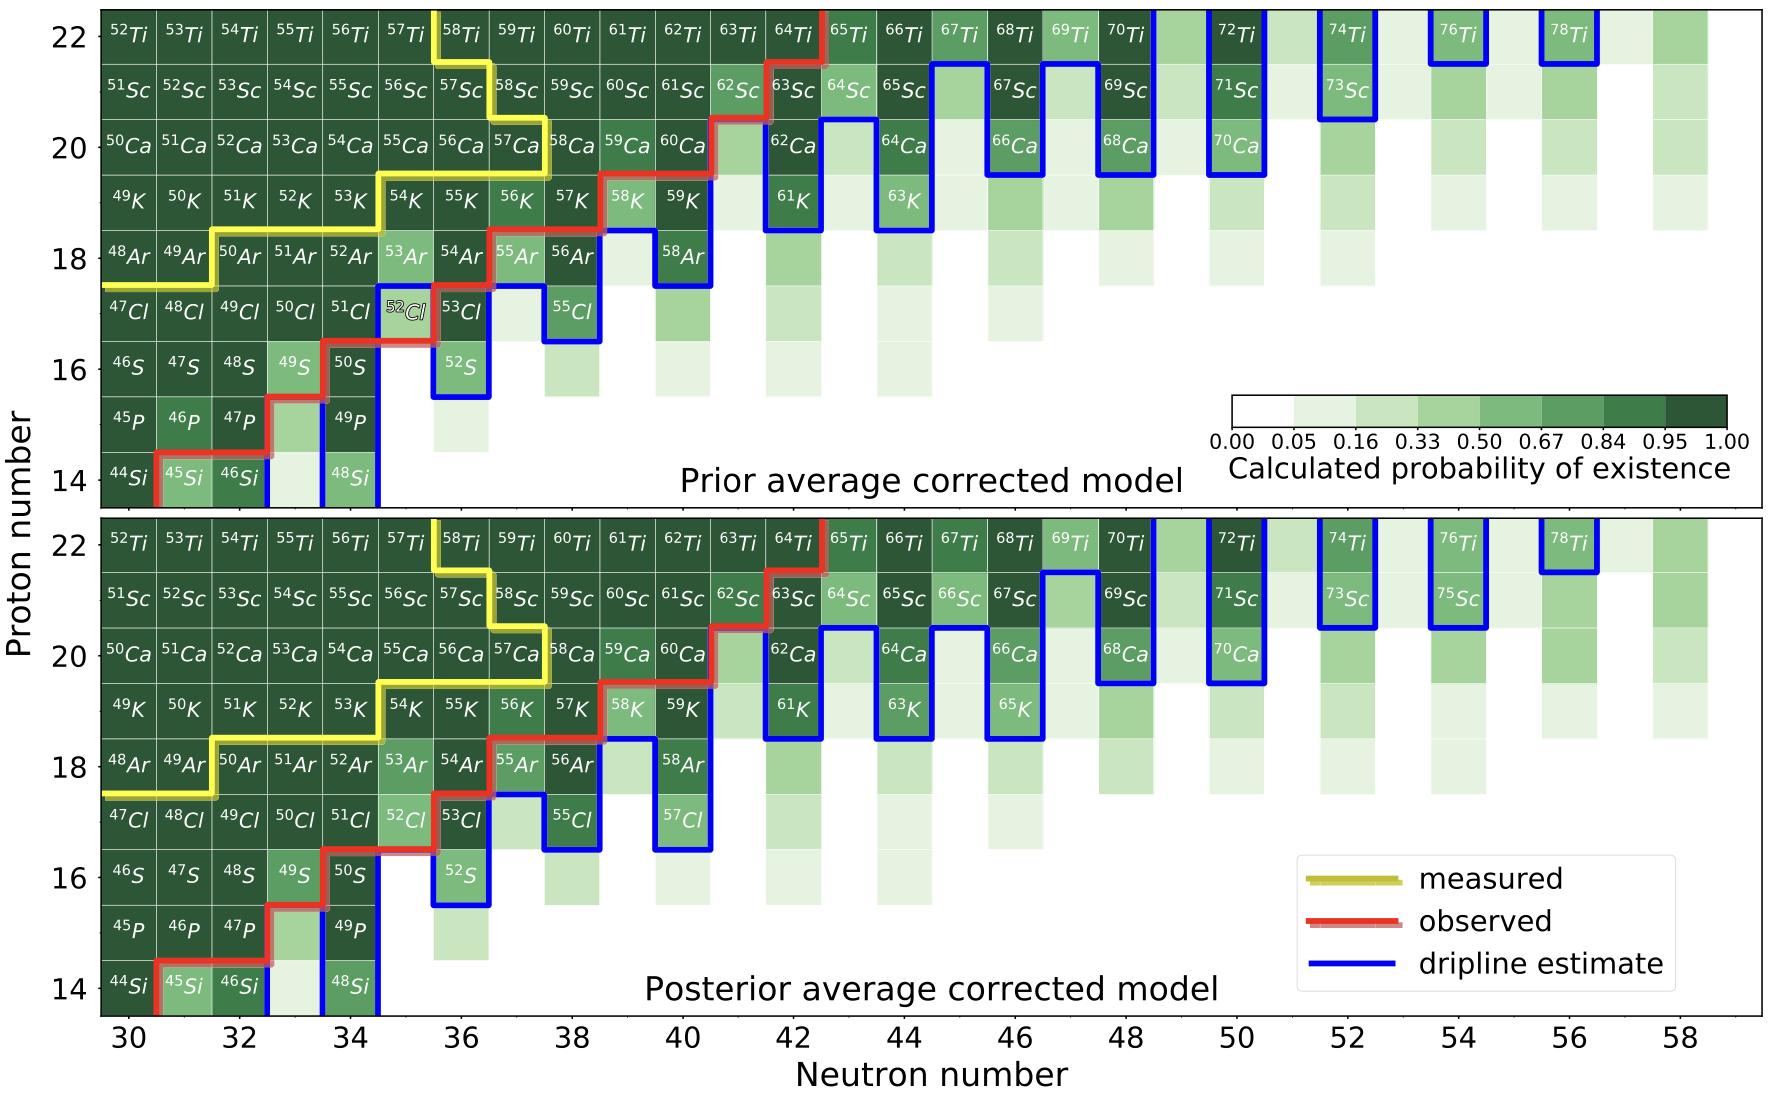 22 ⁵²Ti ⁵³Ti ⁵⁴Ti ⁵⁵Ti ⁵⁶Ti ⁵⁷Ti ⁵⁸Ti ⁵⁹Ti ⁶⁰Ti ⁶¹Ti ⁶²Ti ⁶³Ti ⁶⁴Ti ⁶⁵Ti ⁶⁶Ti ⁶⁷Ti ⁶⁸Ti ⁶⁹Ti ⁷⁰Ti ⁷²Ti ⁷⁴Ti ⁷⁶Ti ⁷⁸Ti
⁵¹Sc ⁵²Sc ⁵³Sc ⁵⁴Sc ⁵⁵Sc ⁵⁶Sc ⁵⁷Sc ⁵⁸Sc ⁵⁹Sc ⁶⁰Sc ⁶¹Sc ⁶²Sc ⁶³Sc ⁶⁴Sc ⁶⁵Sc ⁶⁷Sc ⁶⁹Sc ⁷¹Sc ⁷³Sc
20 ⁵⁰Ca ⁵¹Ca ⁵²Ca ⁵³Ca ⁵⁴Ca ⁵⁵Ca ⁵⁶Ca ⁵⁷Ca ⁵⁸Ca ⁵⁹Ca ⁶⁰Ca ⁶²Ca ⁶⁴Ca ⁶⁶Ca ⁶⁸Ca ⁷⁰Ca
⁴⁹K ⁵⁰K ⁵¹K ⁵²K ⁵³K ⁵⁴K ⁵⁵K ⁵⁶K ⁵⁷K ⁵⁸K ⁵⁹K ⁶¹K ⁶³K
18 ⁴⁸Ar ⁴⁹Ar ⁵⁰Ar ⁵¹Ar ⁵²Ar ⁵³Ar ⁵⁴Ar ⁵⁵Ar ⁵⁶Ar ⁵⁸Ar
⁴⁷Cl ⁴⁸Cl ⁴⁹Cl ⁵⁰Cl ⁵¹Cl ⁵²Cl ⁵³Cl ⁵⁵Cl
16 ⁴⁶S ⁴⁷S ⁴⁸S ⁴⁹S ⁵⁰S ⁵²S
⁴⁵P ⁴⁶P ⁴⁷P ⁴⁹P
14 ⁴⁴Si ⁴⁵Si ⁴⁶Si ⁴⁸Si
Prior average corrected model
0.00 0.05 0.16 0.33 0.50 0.67 0.84 0.95 1.00
Calculated probability of existence
Proton number
22 ⁵²Ti ⁵³Ti ⁵⁴Ti ⁵⁵Ti ⁵⁶Ti ⁵⁷Ti ⁵⁸Ti ⁵⁹Ti ⁶⁰Ti ⁶¹Ti ⁶²Ti ⁶³Ti ⁶⁴Ti ⁶⁵Ti ⁶⁶Ti ⁶⁷Ti ⁶⁸Ti ⁶⁹Ti ⁷⁰Ti ⁷²Ti ⁷⁴Ti ⁷⁶Ti ⁷⁸Ti
⁵¹Sc ⁵²Sc ⁵³Sc ⁵⁴Sc ⁵⁵Sc ⁵⁶Sc ⁵⁷Sc ⁵⁸Sc ⁵⁹Sc ⁶⁰Sc ⁶¹Sc ⁶²Sc ⁶³Sc ⁶⁴Sc ⁶⁵Sc ⁶⁶Sc ⁶⁷Sc ⁶⁹Sc ⁷¹Sc ⁷³Sc ⁷⁵Sc
20 ⁵⁰Ca ⁵¹Ca ⁵²Ca ⁵³Ca ⁵⁴Ca ⁵⁵Ca ⁵⁶Ca ⁵⁷Ca ⁵⁸Ca ⁵⁹Ca ⁶⁰Ca ⁶²Ca ⁶⁴Ca ⁶⁶Ca ⁶⁸Ca ⁷⁰Ca
⁴⁹K ⁵⁰K ⁵¹K ⁵²K ⁵³K ⁵⁴K ⁵⁵K ⁵⁶K ⁵⁷K ⁵⁸K ⁵⁹K ⁶¹K ⁶³K ⁶⁵K
18 ⁴⁸Ar ⁴⁹Ar ⁵⁰Ar ⁵¹Ar ⁵²Ar ⁵³Ar ⁵⁴Ar ⁵⁵Ar ⁵⁶Ar ⁵⁸Ar
⁴⁷Cl ⁴⁸Cl ⁴⁹Cl ⁵⁰Cl ⁵¹Cl ⁵²Cl ⁵³Cl ⁵⁵Cl ⁵⁷Cl
16 ⁴⁶S ⁴⁷S ⁴⁸S ⁴⁹S ⁵⁰S ⁵²S
⁴⁵P ⁴⁶P ⁴⁷P ⁴⁹P
14 ⁴⁴Si ⁴⁵Si ⁴⁶Si ⁴⁸Si
measured
observed
dripline estimate
Posterior average corrected model
30 32 34 36 38 40 42 44 46 48 50 52 54 56 58
Neutron number